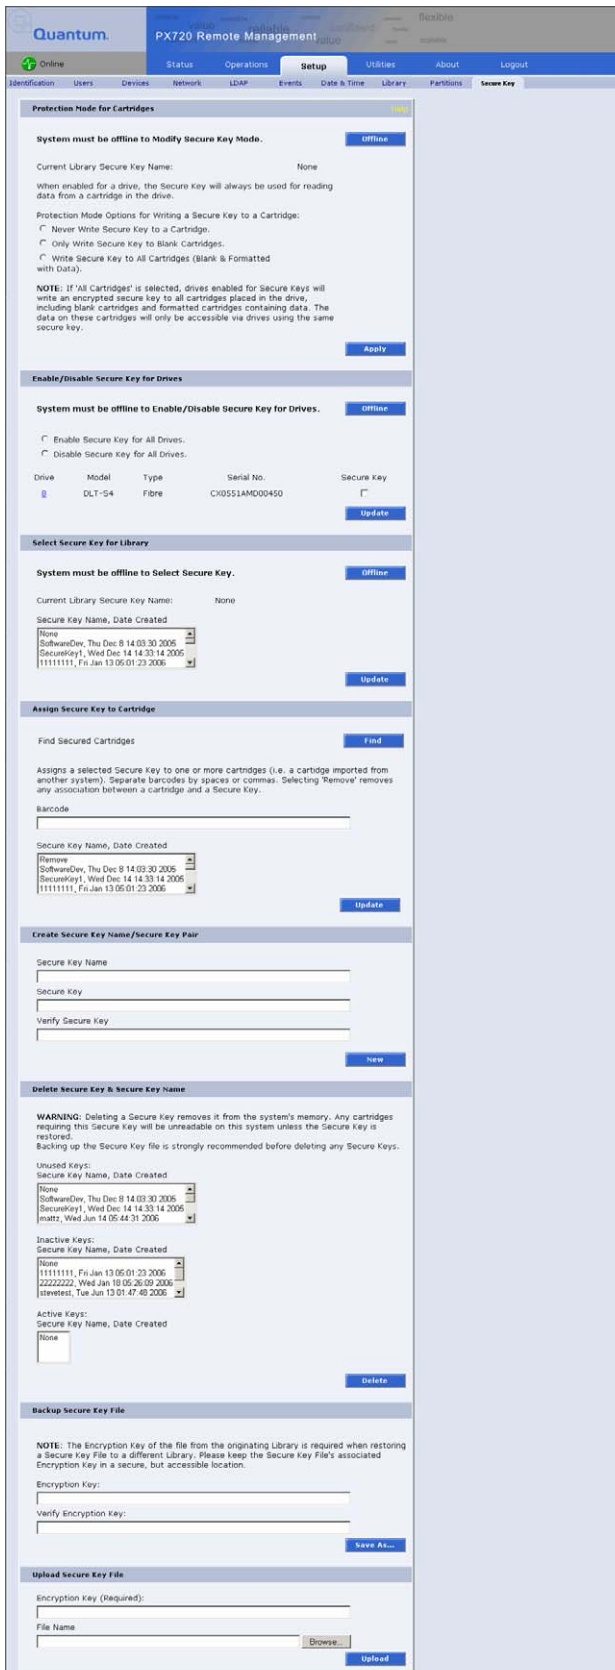 Quantum.
PX720 Remote Management
value
reliable
flexible
value
Online
Status Operations Setup Utilities About Logout
Identification Users Devices Network LDAP Events Date & Time Library Partitions Secure Key
Protection Mode for Cartridges
Help
System must be offline to Modify Secure Key Mode.
Offline
Current Library Secure Key Name: None
When enabled for a drive, the Secure Key will always be used for reading
data from a cartridge in the drive.
Protection Mode Options for Writing a Secure Key to a Cartridge:
Never Write Secure Key to a Cartridge.
Only Write Secure Key to Blank Cartridges.
Write Secure Key to All Cartridges (Blank & Formatted
with Data).
NOTE: If 'All Cartridges' is selected, drives enabled for Secure Keys will
write an encrypted secure key to all cartridges placed in the drive,
including blank cartridges and formatted cartridges containing data. The
data on these cartridges will only be accessible via drives using the same
secure key.
Apply
Enable/Disable Secure Key for Drives
System must be offline to Enable/Disable Secure Key for Drives.
Offline
Enable Secure Key for All Drives.
Disable Secure Key for All Drives.
Drive Model Type Serial No. Secure Key
0 DLT-S4 Fibre CX0551AMD00450
Update
Select Secure Key for Library
System must be offline to Select Secure Key.
Offline
Current Library Secure Key Name: None
Secure Key Name, Date Created
None
SoftwareDev, Thu Dec 8 14:03:30 2005
SecureKey1, Wed Dec 14 14:33:14 2005
11111111, Fri Jan 13 05:01:23 2006
Update
Assign Secure Key to Cartridge
Find Secured Cartridges
Find
Assigns a selected Secure Key to one or more cartridges (i.e. a cartidge imported from
another system). Separate barcodes by spaces or commas. Selecting 'Remove' removes
any association between a cartridge and a Secure Key.
Barcode
Secure Key Name, Date Created
Remove
SoftwareDev, Thu Dec 8 14:03:30 2005
SecureKey1, Wed Dec 14 14:33:14 2005
11111111, Fri Jan 13 05:01:23 2006
Update
Create Secure Key Name/Secure Key Pair
Secure Key Name
Secure Key
Verify Secure Key
New
Delete Secure Key & Secure Key Name
WARNING: Deleting a Secure Key removes it from the system's memory. Any cartridges
requiring this Secure Key will be unreadable on this system unless the Secure Key is
restored.
Backing up the Secure Key file is strongly recommended before deleting any Secure Keys.
Unused Keys:
Secure Key Name, Date Created
None
SoftwareDev, Thu Dec 8 14:03:30 2005
SecureKey1, Wed Dec 14 14:33:14 2005
mattz, Wed Jun 14 05:44:31 2006
Inactive Keys:
Secure Key Name, Date Created
None
11111111, Fri Jan 13 05:01:23 2006
22222222, Wed Jan 18 05:26:09 2006
stevetest, Tue Jun 13 01:47:48 2006
Active Keys:
Secure Key Name, Date Created
None
Delete
Backup Secure Key File
NOTE: The Encryption Key of the file from the originating Library is required when restoring
a Secure Key File to a different Library. Please keep the Secure Key File's associated
Encryption Key in a secure, but accessible location.
Encryption Key:
Verify Encryption Key:
Save As...
Upload Secure Key File
Encryption Key (Required):
File Name
Browse...
Upload